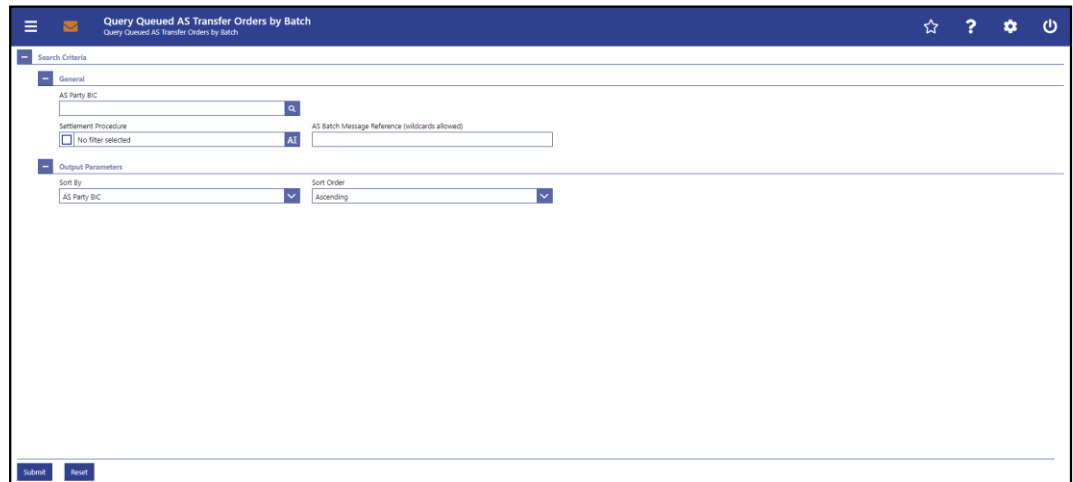 Query Queued AS Transfer Orders by Batch
Query Queued AS Transfer Orders by Batch
Search Criteria
General
AS Party BIC
Settlement Procedure
AS Batch Message Reference (wildcards allowed)
No filter selected
AI
Output Parameters
Sort By
Sort Order
AS Party BIC
Ascending
Submit
Reset